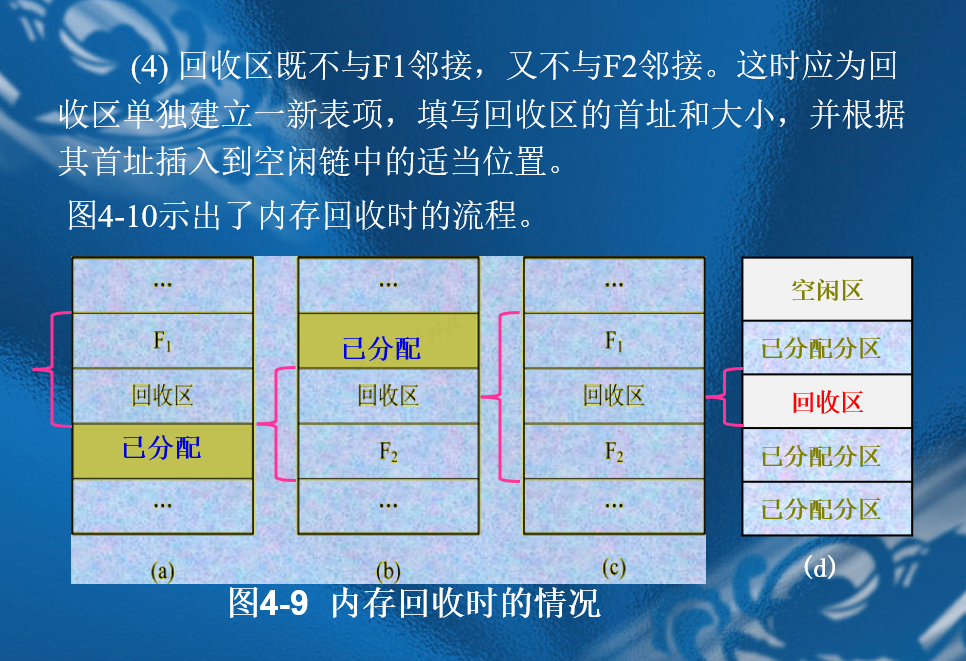 (4) 回收区既不与F1邻接，又不与F2邻接。这时应为回
收区单独建立一新表项，填写回收区的首址和大小，并根据
其首址插入到空闲链中的适当位置。
图4-10示出了内存回收时的流程。
…
F1
回收区
已分配
…
(a)
…
已分配
回收区
F2
…
(b)
…
F1
回收区
F2
…
(c)
空闲区
已分配分区
回收区
已分配分区
已分配分区
(d)
图4-9 内存回收时的情况